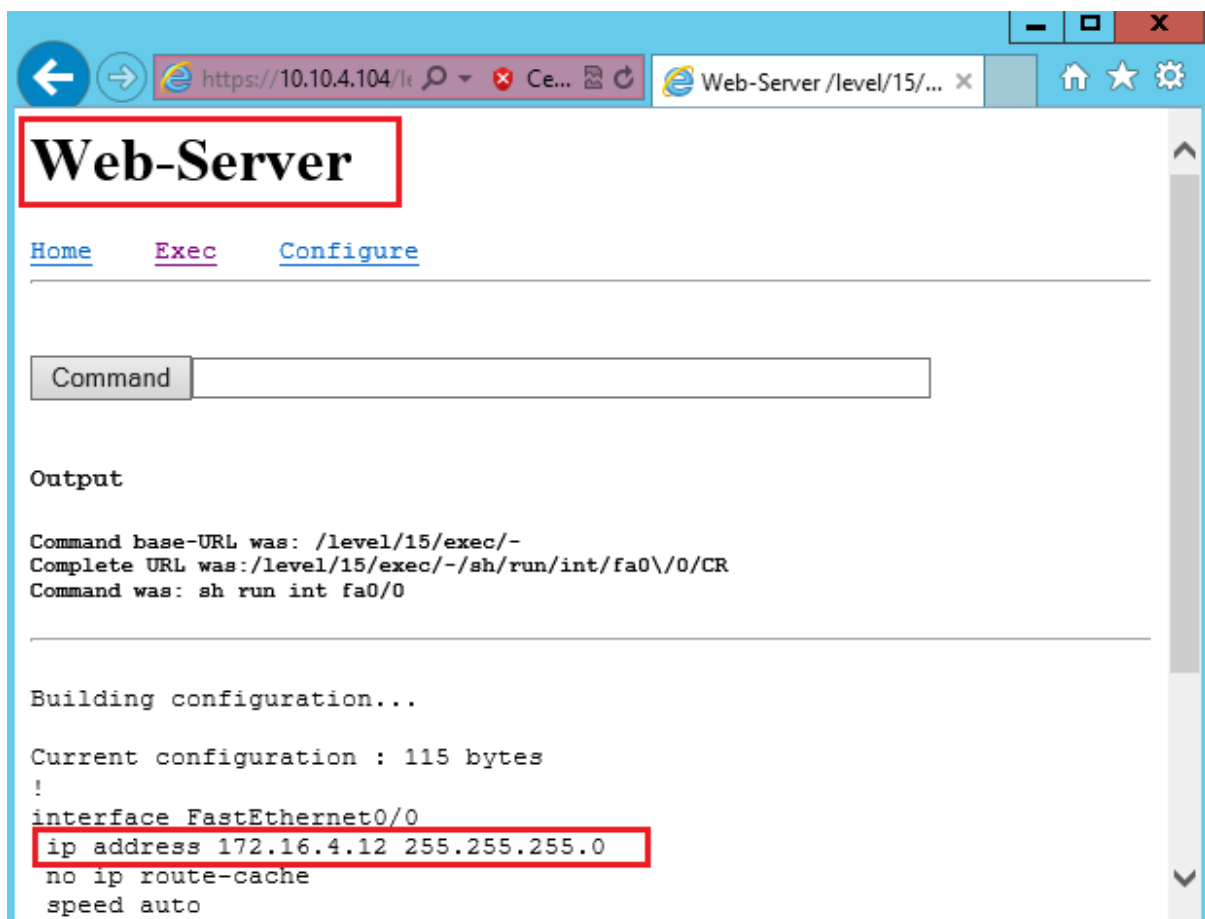 https://10.10.4.104/le
Ce...
Web-Server /level/15/...
Web-Server
Home Exec Configure
Command
Output
Command base-URL was: /level/15/exec/-
Complete URL was:/level/15/exec/-/sh/run/int/fa0\/0/CR
Command was: sh run int fa0/0
Building configuration...
Current configuration : 115 bytes
!
interface FastEthernet0/0
ip address 172.16.4.12 255.255.255.0
no ip route-cache
speed auto